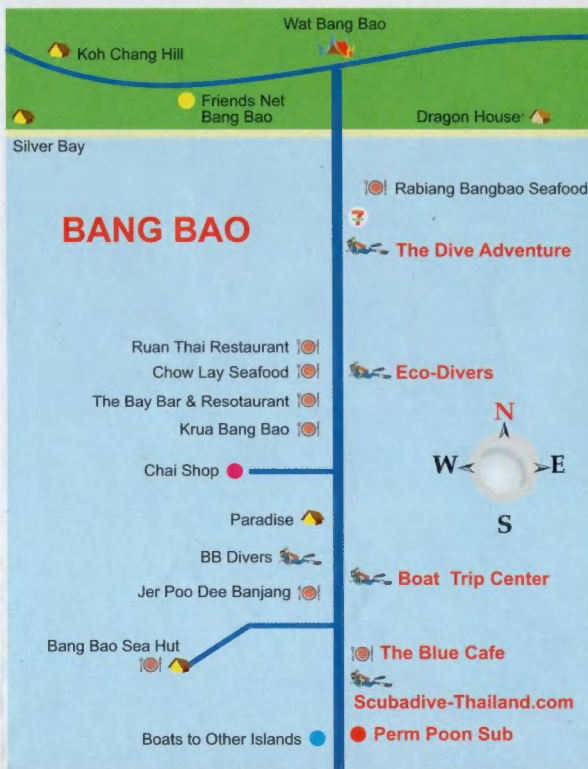 Wat Bang Bao
Koh Chang Hill
Friends Net
Bang Bao
Dragon House
Silver Bay
Rabiang Bangbao Seafood
7
BANG BAO
The Dive Adventure
Ruan Thai Restaurant
Chow Lay Seafood
Eco-Divers
The Bay Bar & Resotaurant
Krua Bang Bao
N
W
E
S
Chai Shop
Paradise
BB Divers
Boat Trip Center
Jer Poo Dee Banjang
Bang Bao Sea Hut
The Blue Cafe
Scubadive-Thailand.com
Boats to Other Islands
Perm Poon Sub